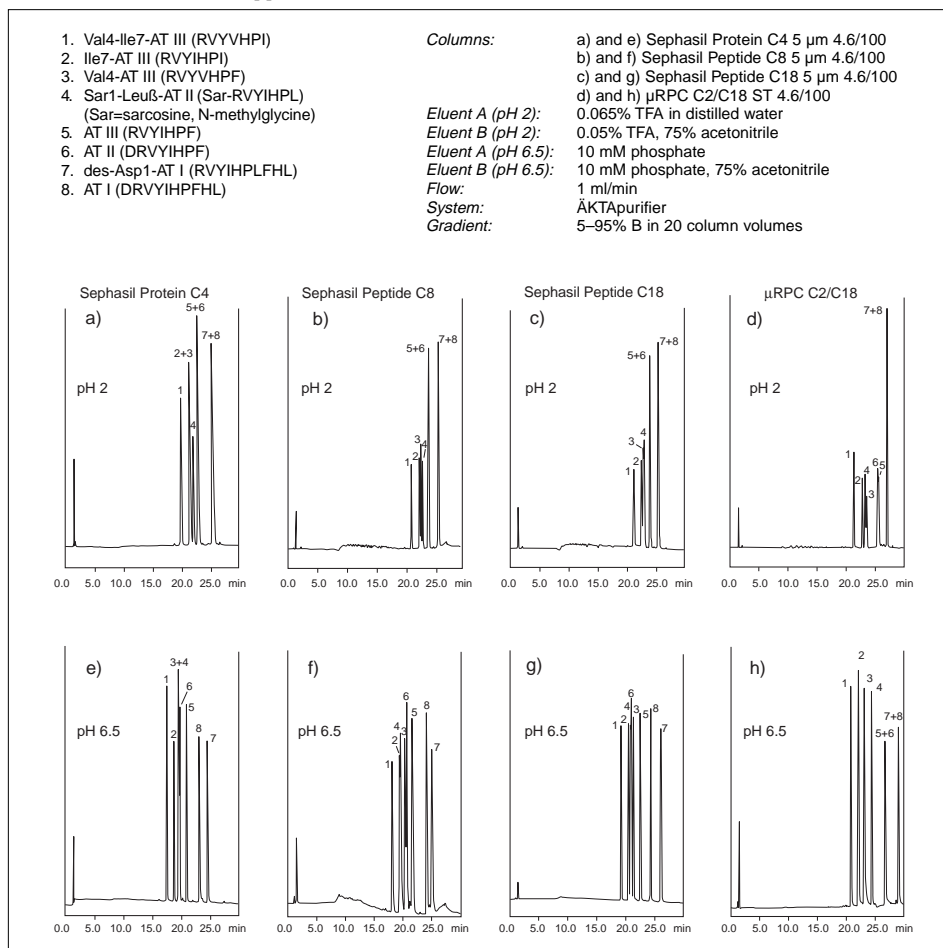 1. Val4-Ile7-AT III (RVYVHPI)
2. Ile7-AT III (RVYIHPI)
3. Val4-AT III (RVYVHPF)
4. Sar1-Leuß-AT II (Sar-RVYIHPL)
(Sar=sarcosine, N-methylglycine)
5. AT III (RVYIHPF)
6. AT II (DRVYIHPF)
7. des-Asp1-AT I (RVYIHPLFHL)
8. AT I (DRVYIHPFHL)
Columns: a) and e) Sephasil Protein C4 5 µm 4.6/100
b) and f) Sephasil Peptide C8 5 µm 4.6/100
c) and g) Sephasil Peptide C18 5 µm 4.6/100
d) and h) µRPC C2/C18 ST 4.6/100
Eluent A (pH 2): 0.065% TFA in distilled water
Eluent B (pH 2): 0.05% TFA, 75% acetonitrile
Eluent A (pH 6.5): 10 mM phosphate
Eluent B (pH 6.5): 10 mM phosphate, 75% acetonitrile
Flow: 1 ml/min
System: ÄKTApurifier
Gradient: 5–95% B in 20 column volumes
Sephasil Protein C4
a)
5+6
7+8
2+3
pH 2
1
4
0.0 5.0 10.0 15.0 20.0 25.0 min
Sephasil Peptide C8
b)
7+8
5+6
pH 2
3
4
1 2
0.0 5.0 10.0 15.0 20.0 25.0 min
Sephasil Peptide C18
c)
7+8
5+6
pH 2
4
3
2
1
0.0 5.0 10.0 15.0 20.0 25.0 min
µRPC C2/C18
7+8
d)
pH 2
1
6
5
4
2
3
0.0 5.0 10.0 15.0 20.0 25.0 min
e)
3+4
1
6
5
pH 6.5
8
2
7
0.0 5.0 10.0 15.0 20.0 25.0 min
f)
6
8
5
4
pH 6.5
3
2
7
1
0.0 5.0 10.0 15.0 20.0 25.0 min
g)
6
8
4 3 5
2
1
7
pH 6.5
0.0 5.0 10.0 15.0 20.0 25.0 min
h)
2
1
3
4
7+8
pH 6.5
5+6
0.0 5.0 10.0 15.0 20.0 25.0 min